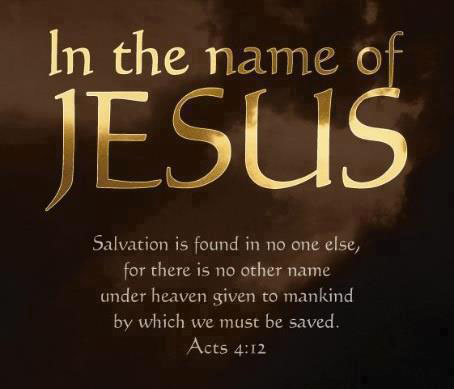 In the name of
JESUS
Salvation is found in no one else,
for there is no other name
under heaven given to mankind
by which we must be saved.
Acts 4:12